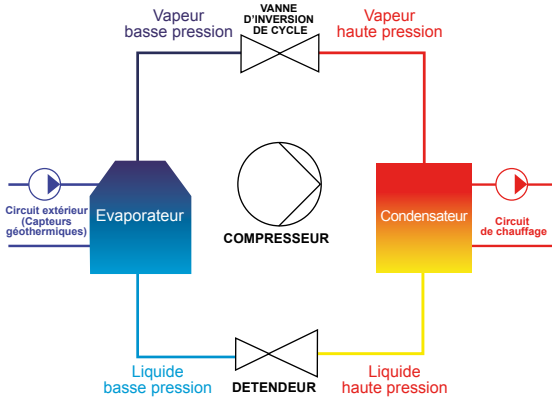 Vapeur
basse pression
VANNE
D'INVERSION
DE CYCLE
Vapeur
haute pression
Circuit extérieur
(Capteurs
géothermiques)
Evaporateur
COMPRESSEUR
Condensateur
Circuit
de chauffage
Liquide
basse pression
DETENDEUR
Liquide
haute pression